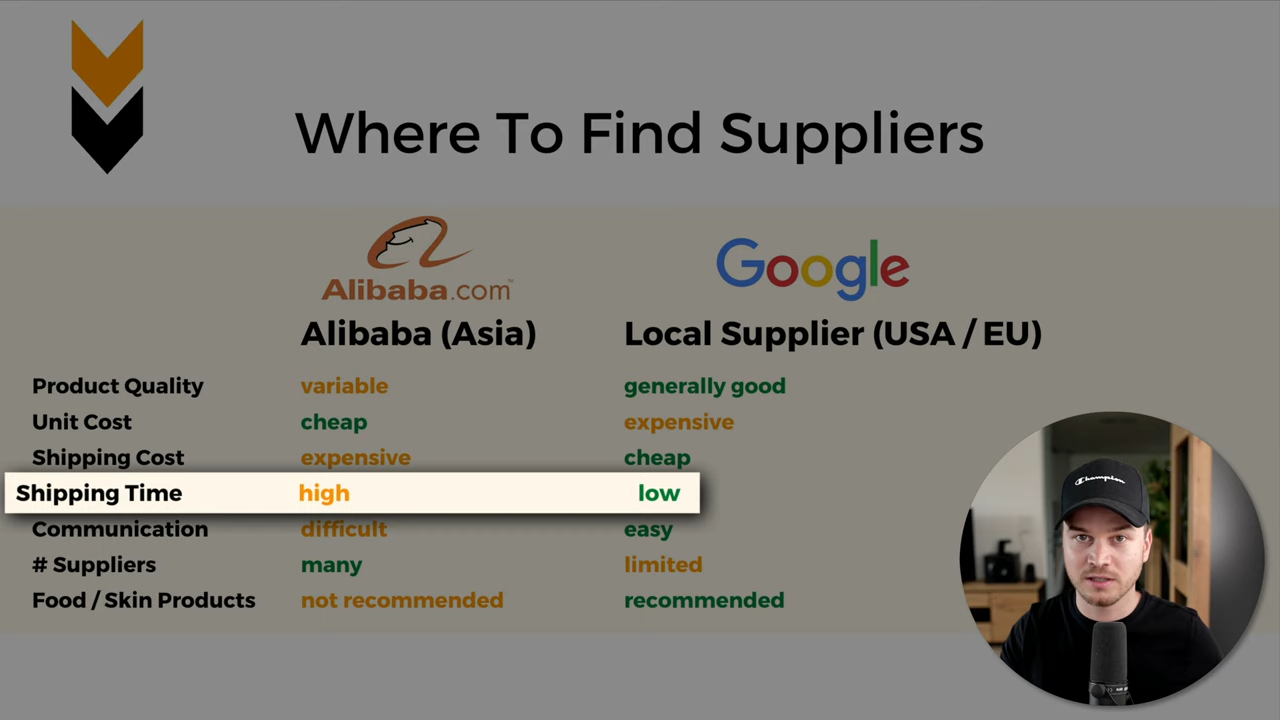 Where To Find Suppliers
Alibaba.com™ Google
Alibaba (Asia) Local Supplier (USA / EU)
Product Quality variable generally good
Unit Cost cheap expensive
Shipping Cost expensive cheap
Shipping Time high low
Communication difficult easy
# Suppliers many limited
Food / Skin Products not recommended recommended
Champion